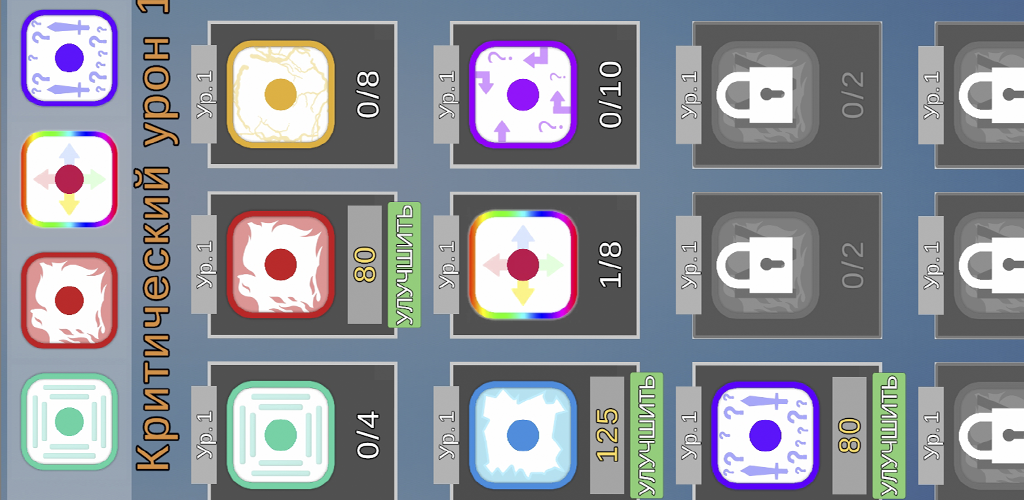 Критический урон 1
Ур. 1 Ур. 1 Ур. 1
0/4 80 0/8
УЛУЧШИТЬ
Ур. 1 Ур. 1 Ур. 1
125 1/8 0/10
УЛУЧШИТЬ
Ур. 1 Ур. 1 Ур. 1
80 0/2 0/2
УЛУЧШИТЬ
Ур. 1 Ур. 1 Ур. 1